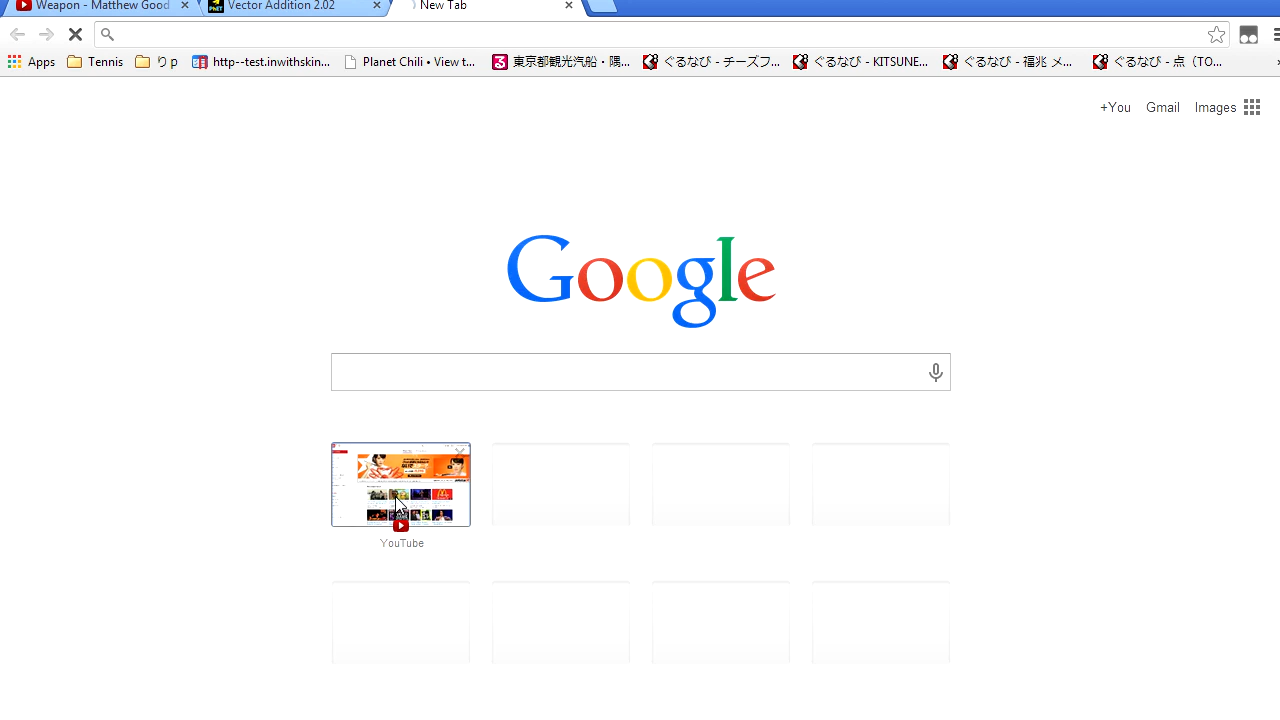 Weapon - Matthew Good
Vector Addition 2.02
New Tab
Apps
Tennis
りp
http--test.inwithskin...
Planet Chili • View t...
東京都観光汽船・隅...
ぐるなび - チーズフ...
ぐるなび - KITSUNE...
ぐるなび - 福兆 メ...
ぐるなび - 点（TO...
+You
Gmail
Images
Google
YouTube